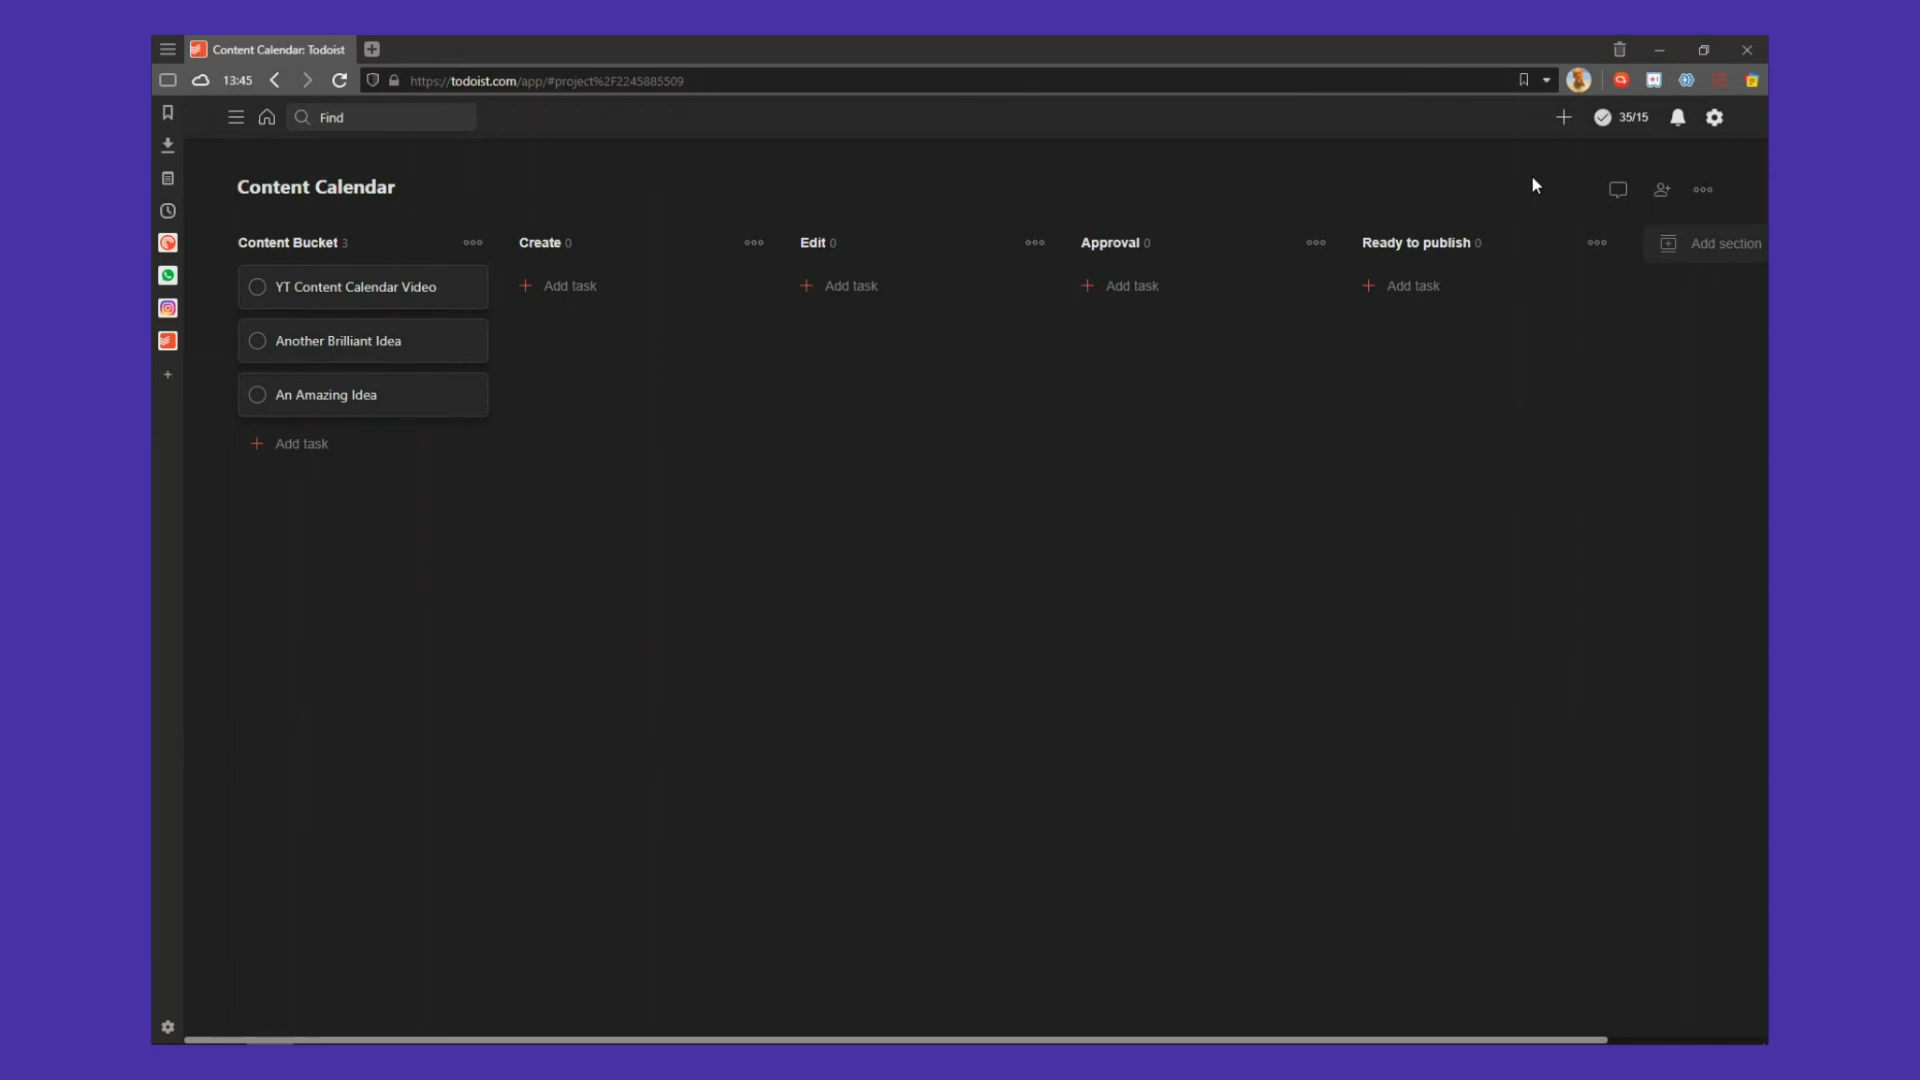 Content Calendar: Todoist
13:45
https://todoist.com/app/#project%2F2245885509
Find
35/15
Content Calendar
Content Bucket 3
Create 0
Edit 0
Approval 0
Ready to publish 0
Add section
YT Content Calendar Video
Add task
Add task
Add task
Add task
Another Brilliant Idea
An Amazing Idea
Add task